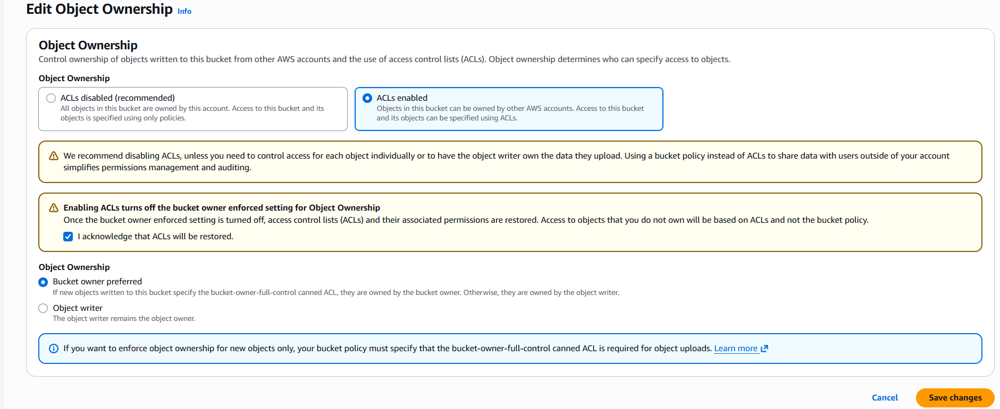 Edit Object Ownership Info
Object Ownership
Control ownership of objects written to this bucket from other AWS accounts and the use of access control lists (ACLs). Object ownership determines who can specify access to objects.
Object Ownership
ACLs disabled (recommended)
All objects in this bucket are owned by this account. Access to this bucket and its
objects is specified using only policies.
ACLs enabled
Objects in this bucket can be owned by other AWS accounts. Access to this bucket
and its objects can be specified using ACLs.
We recommend disabling ACLs, unless you need to control access for each object individually or to have the object writer own the data they upload. Using a bucket policy instead of ACLs to share data with users outside of your account
simplifies permissions management and auditing.
Enabling ACLs turns off the bucket owner enforced setting for Object Ownership
Once the bucket owner enforced setting is turned off, access control lists (ACLs) and their associated permissions are restored. Access to objects that you do not own will be based on ACLs and not the bucket policy.
I acknowledge that ACLs will be restored.
Object Ownership
Bucket owner preferred
If new objects written to this bucket specify the bucket-owner-full-control canned ACL, they are owned by the bucket owner. Otherwise, they are owned by the object writer.
Object writer
The object writer remains the object owner.
If you want to enforce object ownership for new objects only, your bucket policy must specify that the bucket-owner-full-control canned ACL is required for object uploads. Learn more
Cancel
Save changes